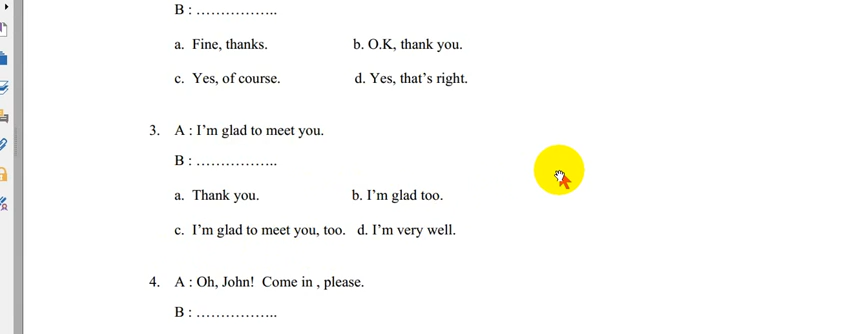 B : ……………..
a. Fine, thanks. b. O.K, thank you.
c. Yes, of course. d. Yes, that’s right.
3. A : I’m glad to meet you.
B : ……………..
a. Thank you. b. I’m glad too.
c. I’m glad to meet you, too. d. I’m very well.
4. A : Oh, John! Come in , please.
B : ……………..